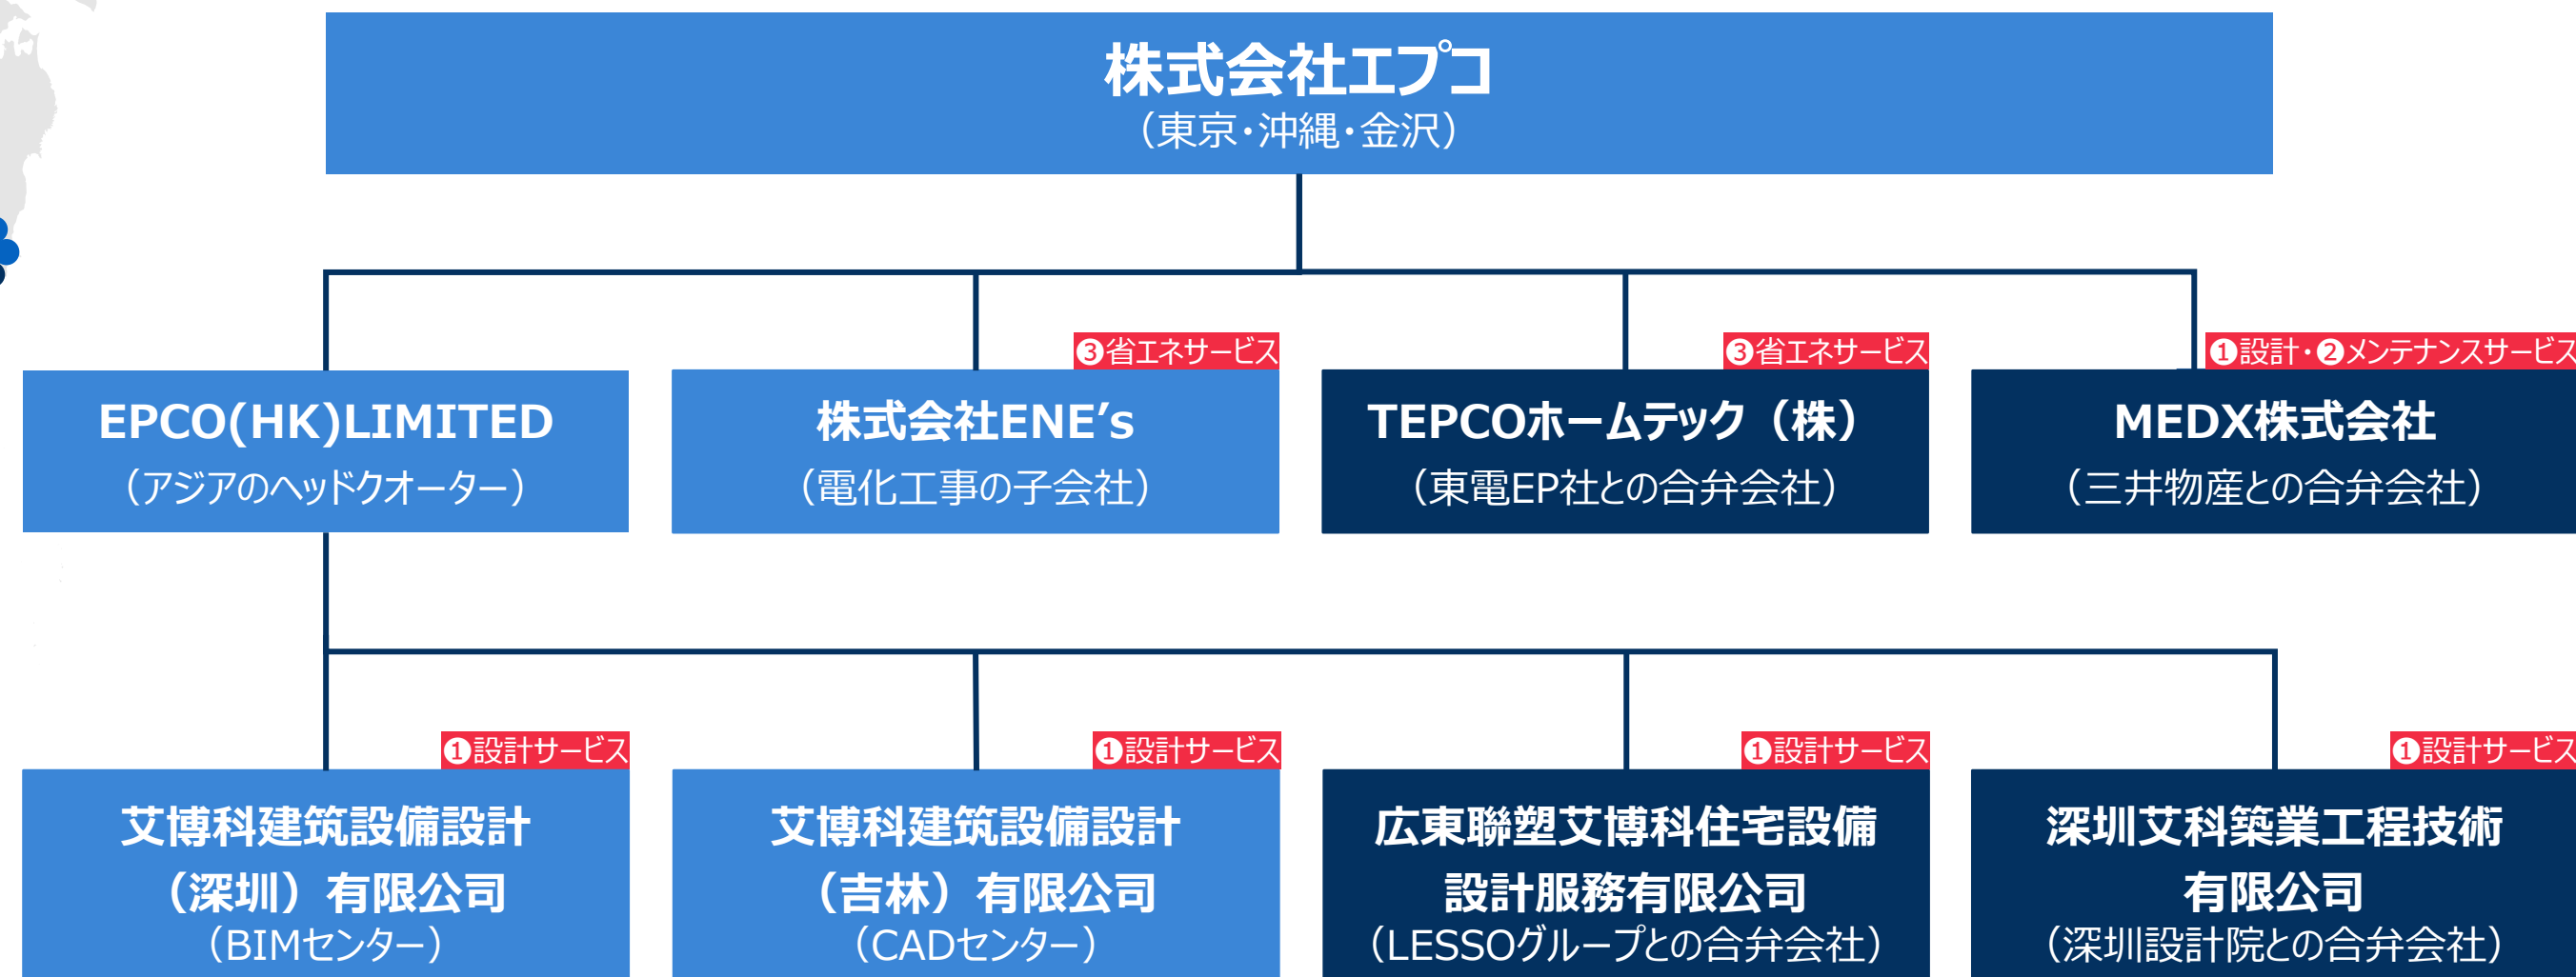 株式会社エプコ
（東京・沖縄・金沢）
EPCO(HK)LIMITED
（アジアのヘッドクオーター）
❸省エネサービス
株式会社ENE’s
（電化工事の子会社）
❸省エネサービス
TEPCOホームテック（株）
（東電EP社との合弁会社）
❶設計・❷メンテナンスサービス
MEDX株式会社
（三井物産との合弁会社）
❶設計サービス
艾博科建筑設備設計
（深圳）有限公司
（BIMセンター）
❶設計サービス
艾博科建筑設備設計
（吉林）有限公司
（CADセンター）
❶設計サービス
広東聯塑艾博科住宅設備
設計服務有限公司
（LESSOグループとの合弁会社）
❶設計サービス
深圳艾科築業工程技術
有限公司
（深圳設計院との合弁会社）